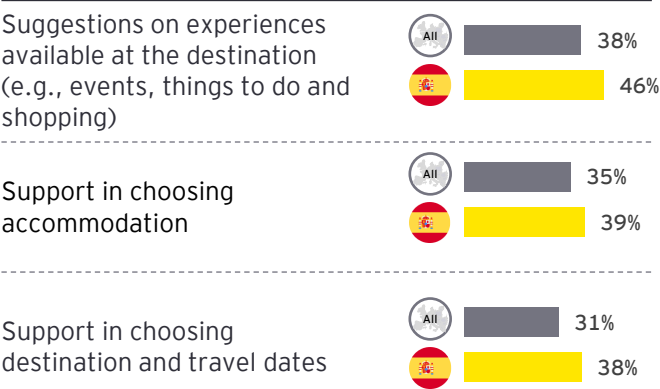 Suggestions on experiences
available at the destination
(e.g., events, things to do and
shopping)
All
38%
46%
Support in choosing
accommodation
All
35%
39%
Support in choosing
destination and travel dates
All
31%
38%